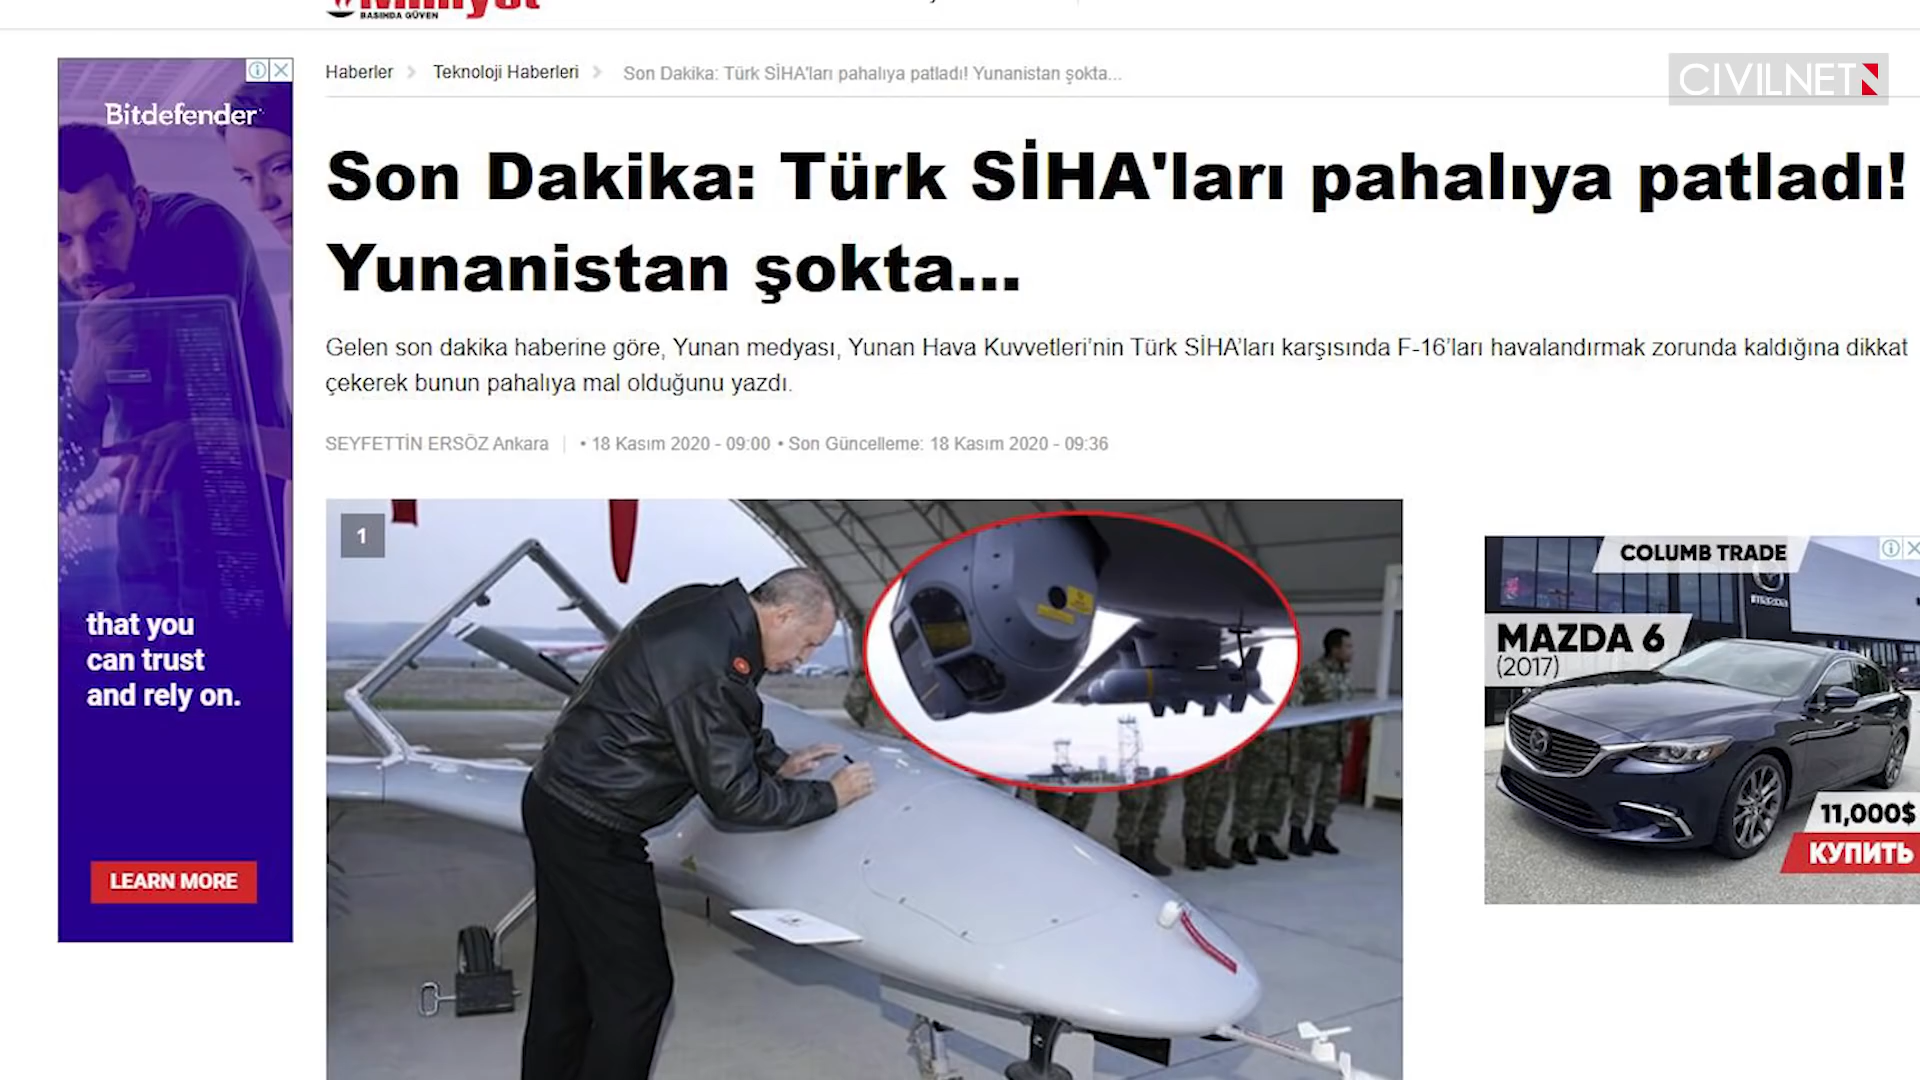 Milliyet
BASINDA GÜVEN
CIVILNET
Haberler
Teknoloji Haberleri
Son Dakika: Türk SİHA'ları pahalıya patladı! Yunanistan şokta...
Bitdefender
that you
can trust
and rely on.
LEARN MORE
Son Dakika: Türk SİHA'ları pahalıya patladı!
Yunanistan şokta...
Gelen son dakika haberine göre, Yunan medyası, Yunan Hava Kuvvetleri'nin Türk SİHA'ları karşısında F-16'ları havalandırmak zorunda kaldığına dikkat
çekerek bunun pahalıya mal olduğunu yazdı.
SEYFETTİN ERSÖZ Ankara
• 18 Kasım 2020 - 09:00 • Son Güncelleme: 18 Kasım 2020 - 09:36
1
COLUMB TRADE
MAZDA 6
(2017)
11,000$
КУПИТЬ